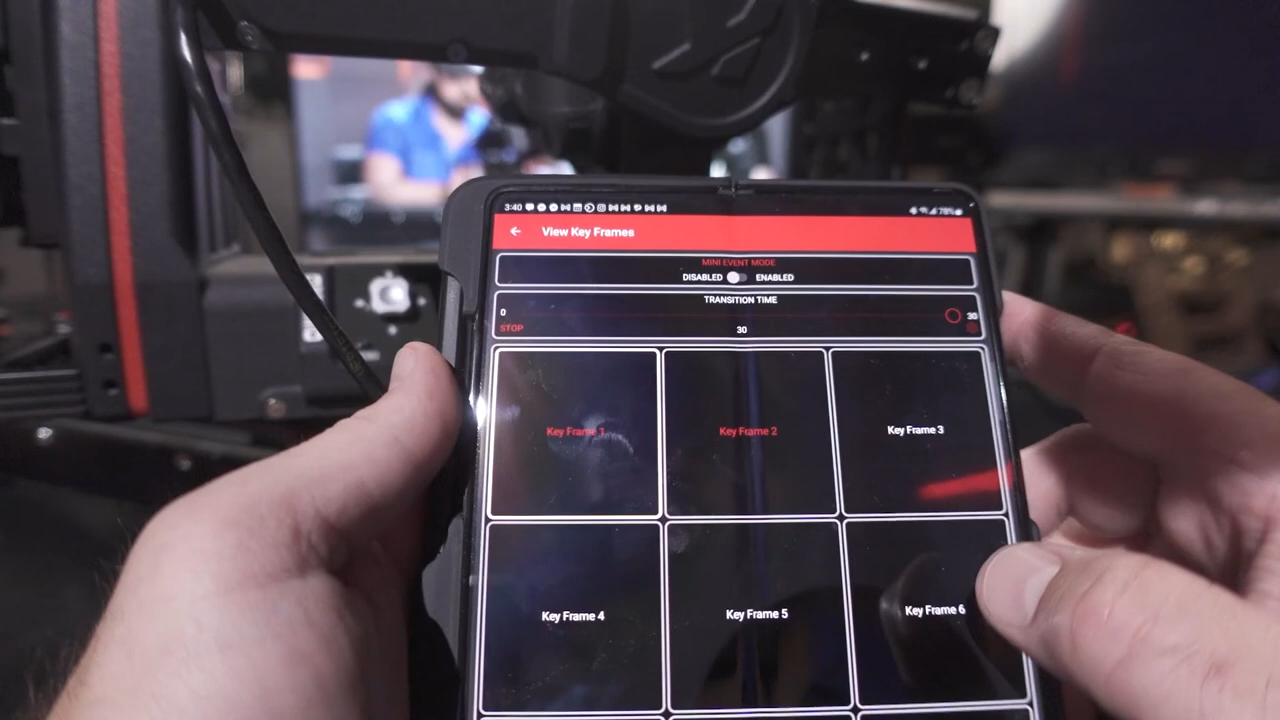 3:40 78%
View Key Frames
MINI EVENT MODE
DISABLED ENABLED
TRANSITION TIME
0 30
STOP 30
Key Frame 1 Key Frame 2 Key Frame 3
Key Frame 4 Key Frame 5 Key Frame 6